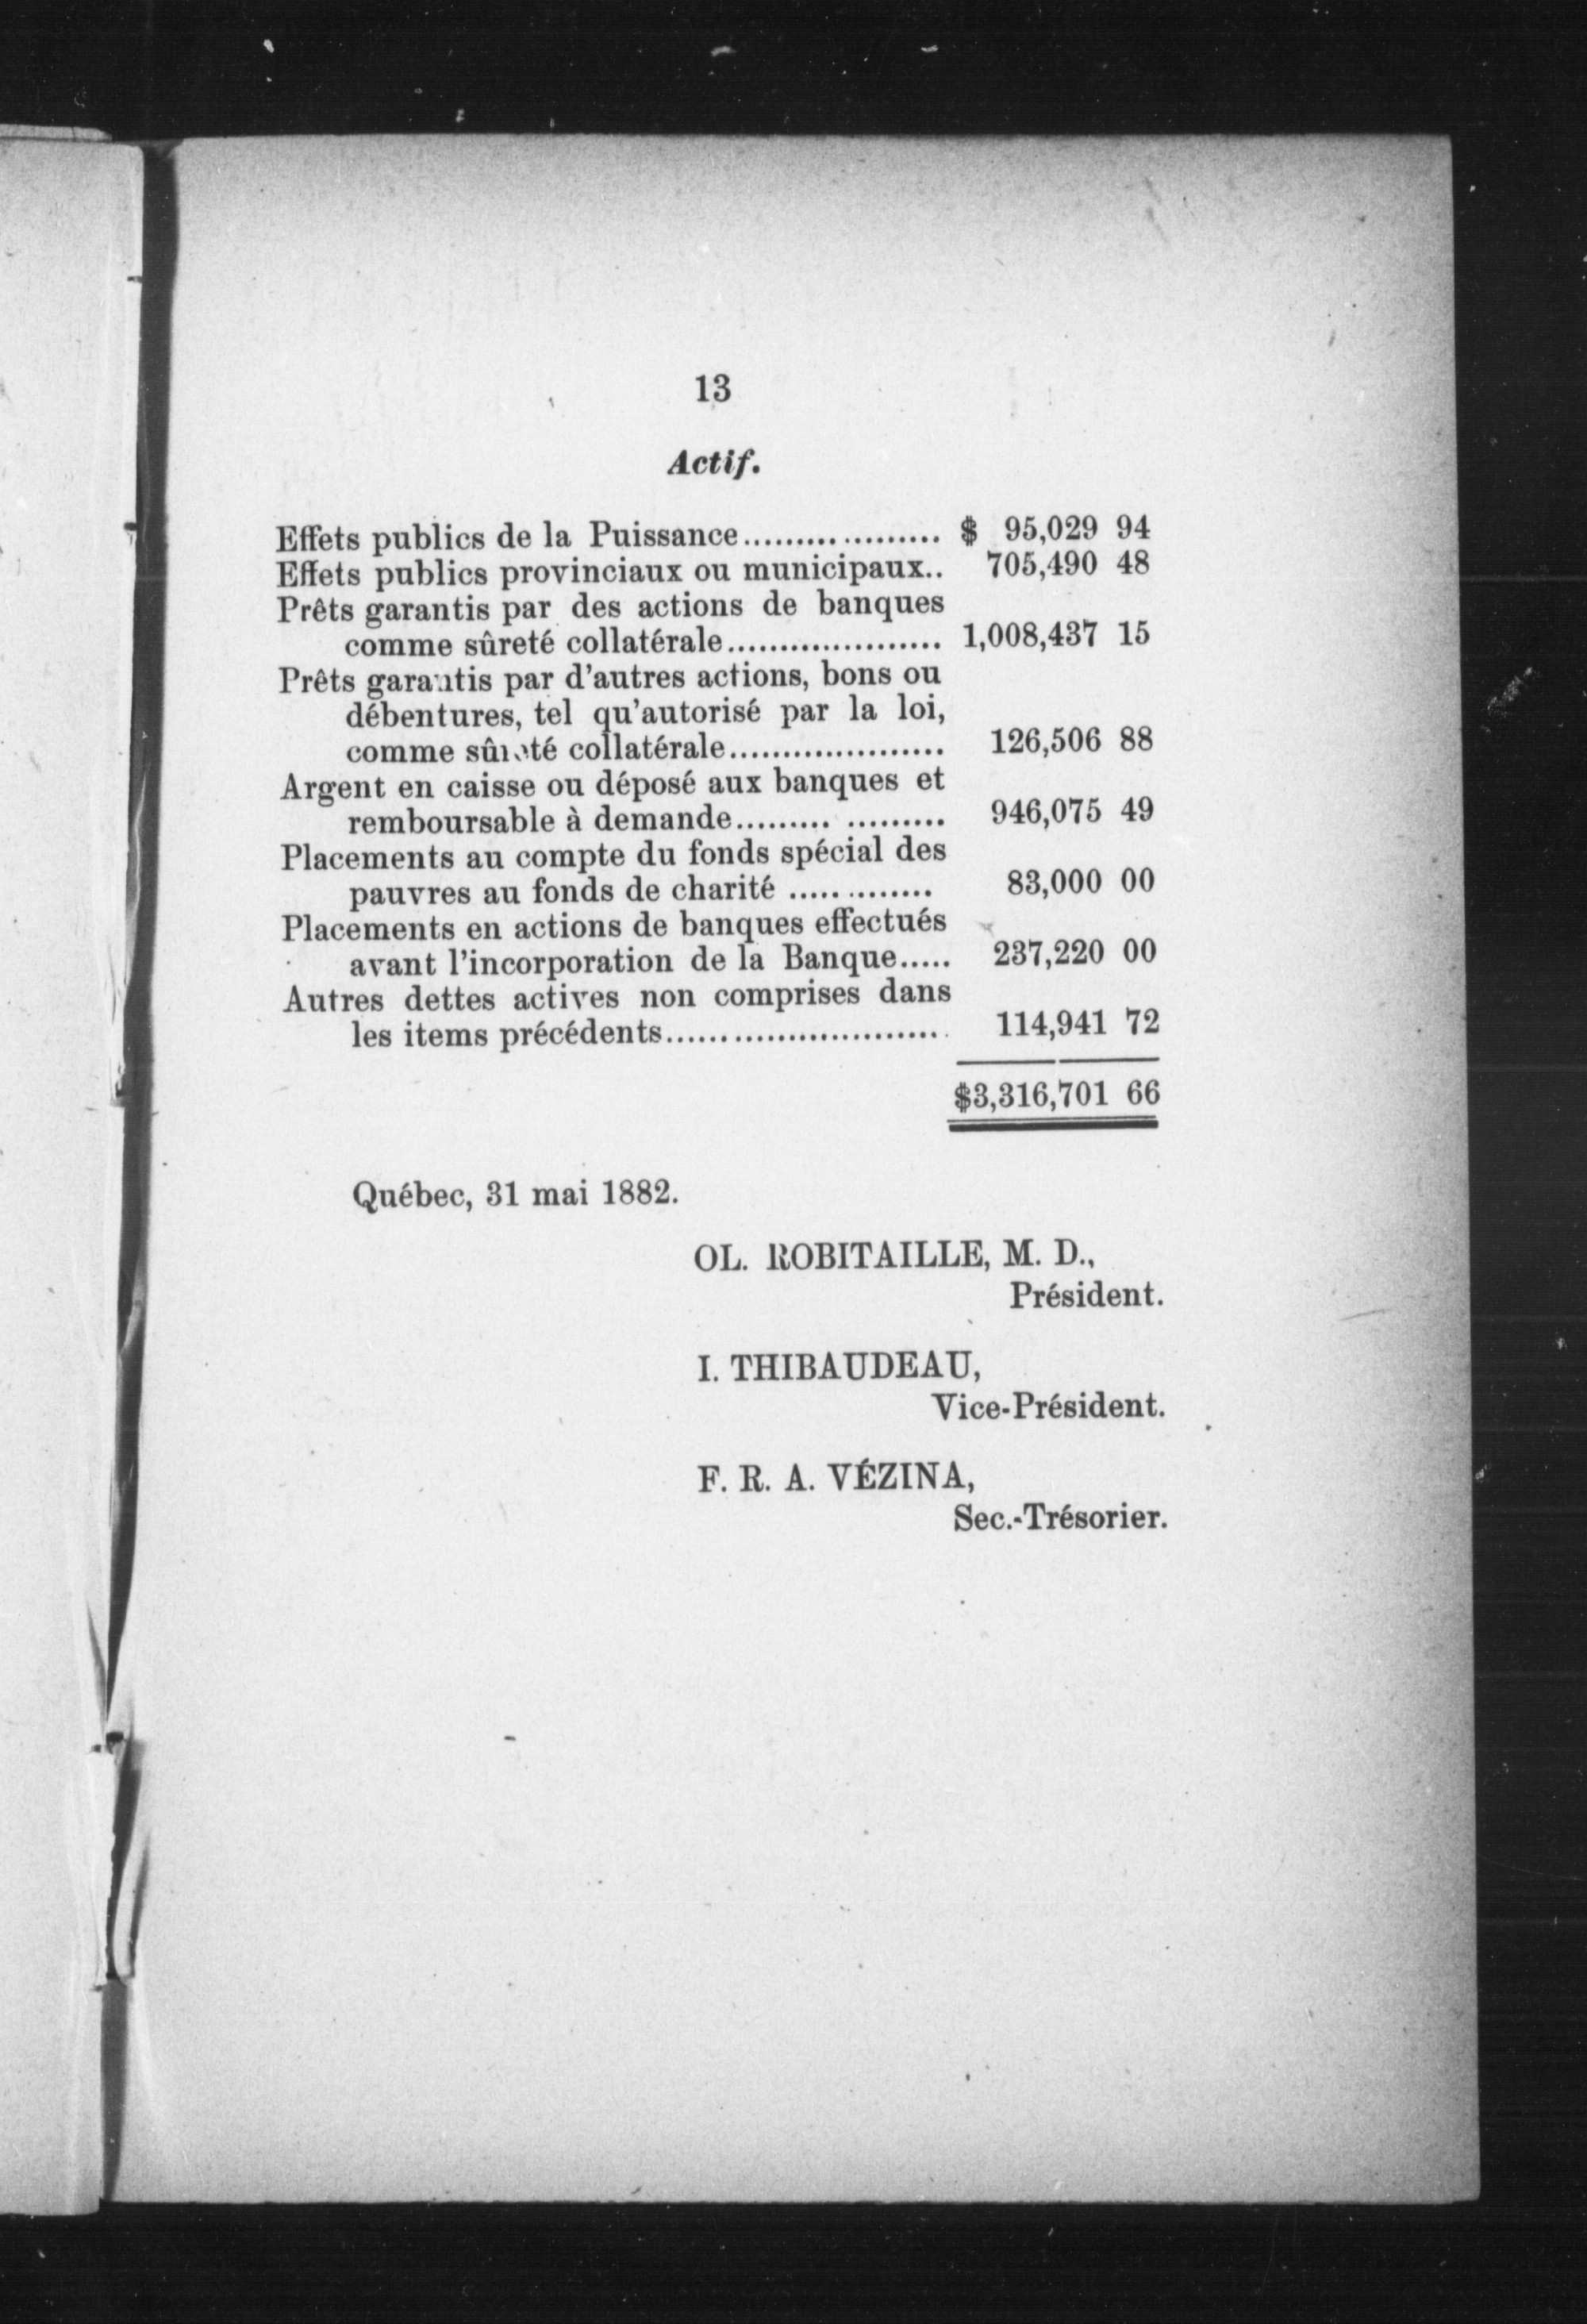 13
Actif.
Effets publics de la Puissance.................. $ 95,029 94
Effets publics provinciaux ou municipaux.. 705,490 48
Prêts garantis par des actions de banques
comme sûreté collatérale.................... 1,008,437 15
Prêts garantis par d'autres actions, bons ou
débentures, tel qu'autorisé par la loi,
comme sûreté collatérale.................... 126,506 88
Argent en caisse ou déposé aux banques et
remboursable à demande......... ......... 946,075 49
Placements au compte du fonds spécial des
pauvres au fonds de charité ............. 83,000 00
Placements en actions de banques effectués
avant l'incorporation de la Banque..... 237,220 00
Autres dettes actives non comprises dans
les items précédents.......................... 114,941 72
$3,316,701 66
Québec, 31 mai 1882.
OL. ROBITAILLE, M. D.,
Président.
I. THIBAUDEAU,
Vice-Président.
F. R. A. VÉZINA,
Sec.-Trésorier.